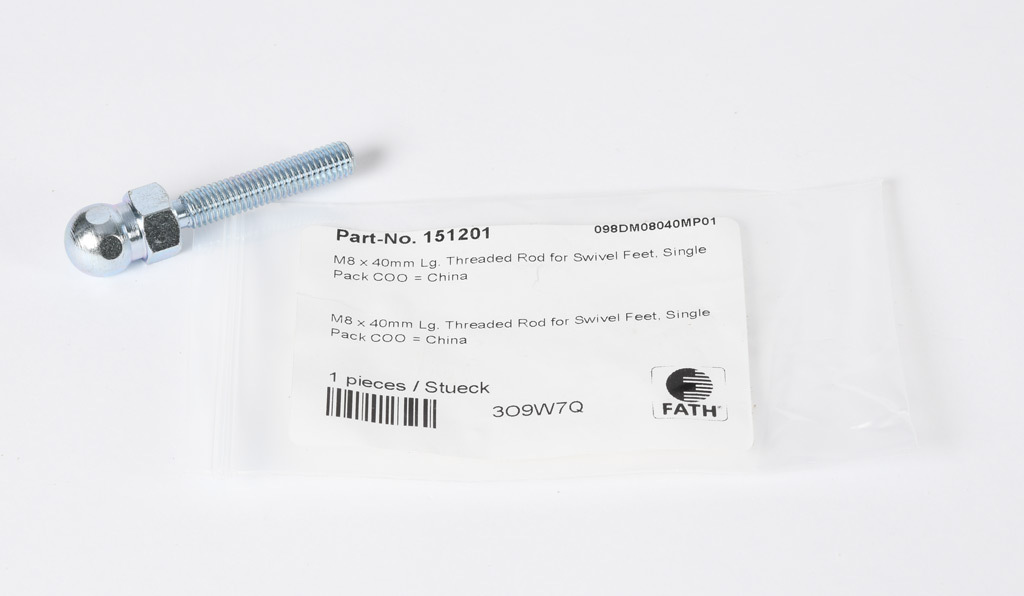 Part-No. 151201 098DM08040MP01
M8 x 40mm Lg. Threaded Rod for Swivel Feet, Single
Pack COO = China
M8 x 40mm Lg. Threaded Rod for Swivel Feet, Single
Pack COO = China
1 pieces / Stueck
3O9W7Q
FATH®